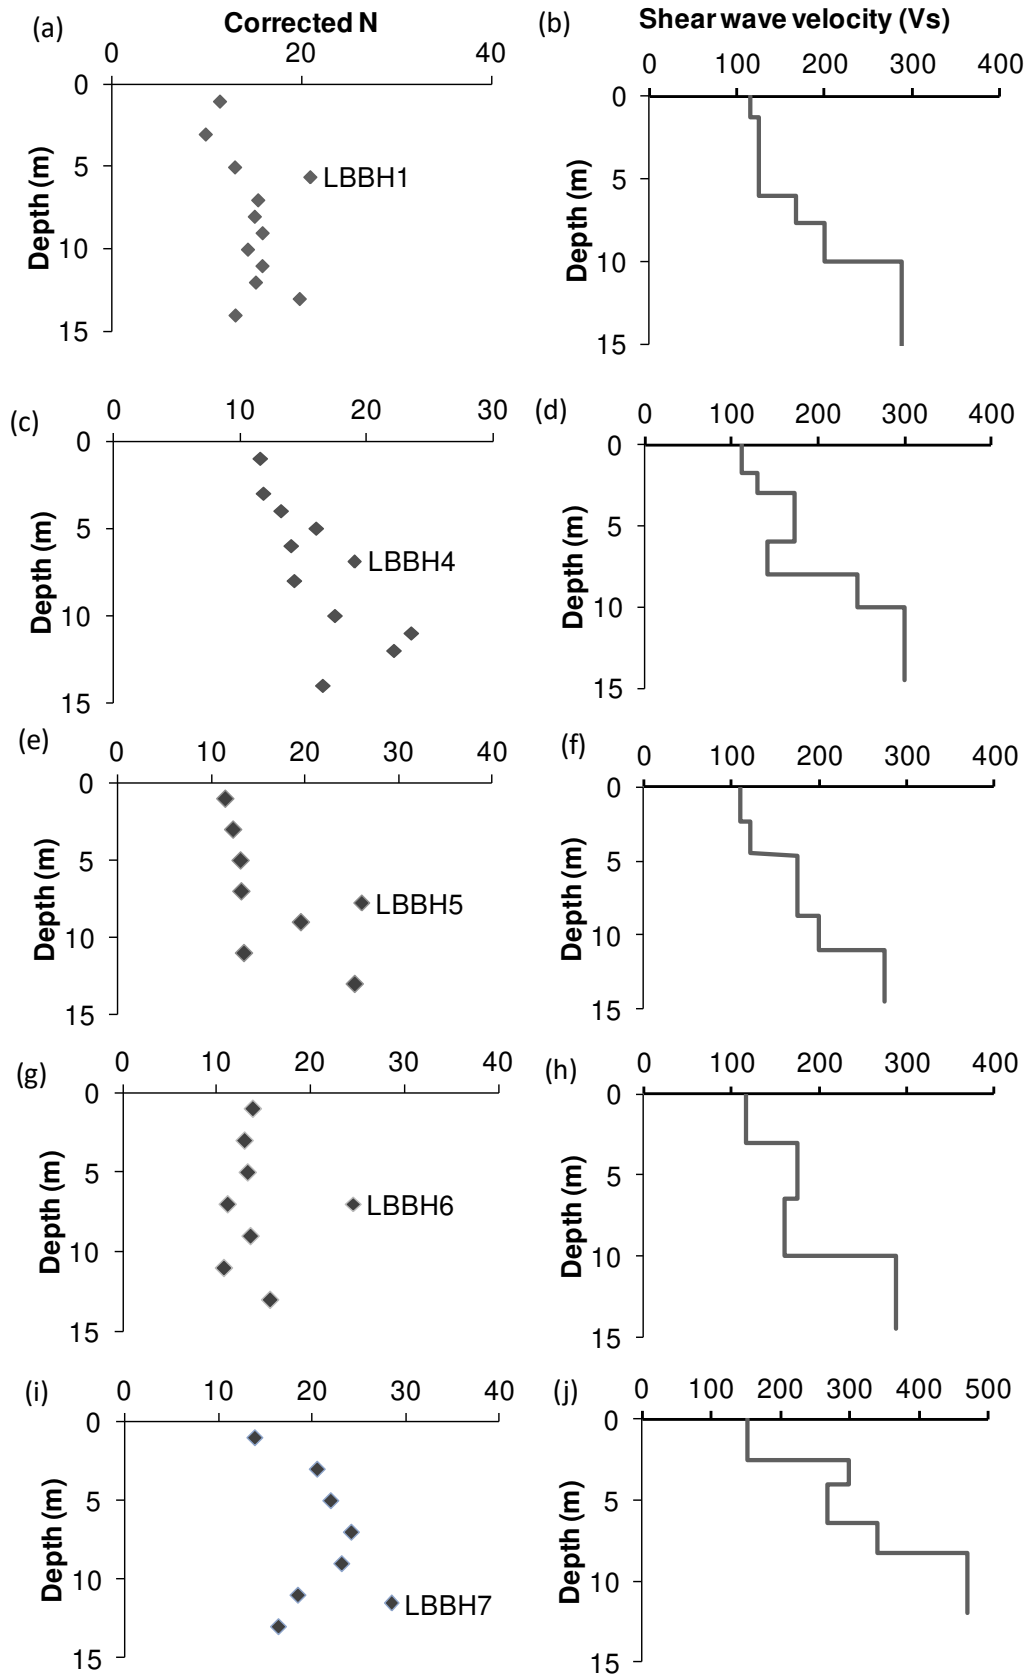 (a)
Corrected N
0 20 40
0
5
10
15
Depth (m)
LBBH1
(b)
Shear wave velocity (Vs)
0 100 200 300 400
0
5
10
15
Depth (m)
(c)
0 10 20 30
0
5
10
15
Depth (m)
LBBH4
(d)
0 100 200 300 400
0
5
10
15
Depth (m)
(e)
0 10 20 30 40
0
5
10
15
Depth (m)
LBBH5
(f)
0 100 200 300 400
0
5
10
15
Depth (m)
(g)
0 10 20 30 40
0
5
10
15
Depth (m)
LBBH6
(h)
0 100 200 300 400
0
5
10
15
Depth (m)
(i)
0 10 20 30 40
0
5
10
15
Depth (m)
LBBH7
(j)
0 100 200 300 400 500
0
5
10
15
Depth (m)